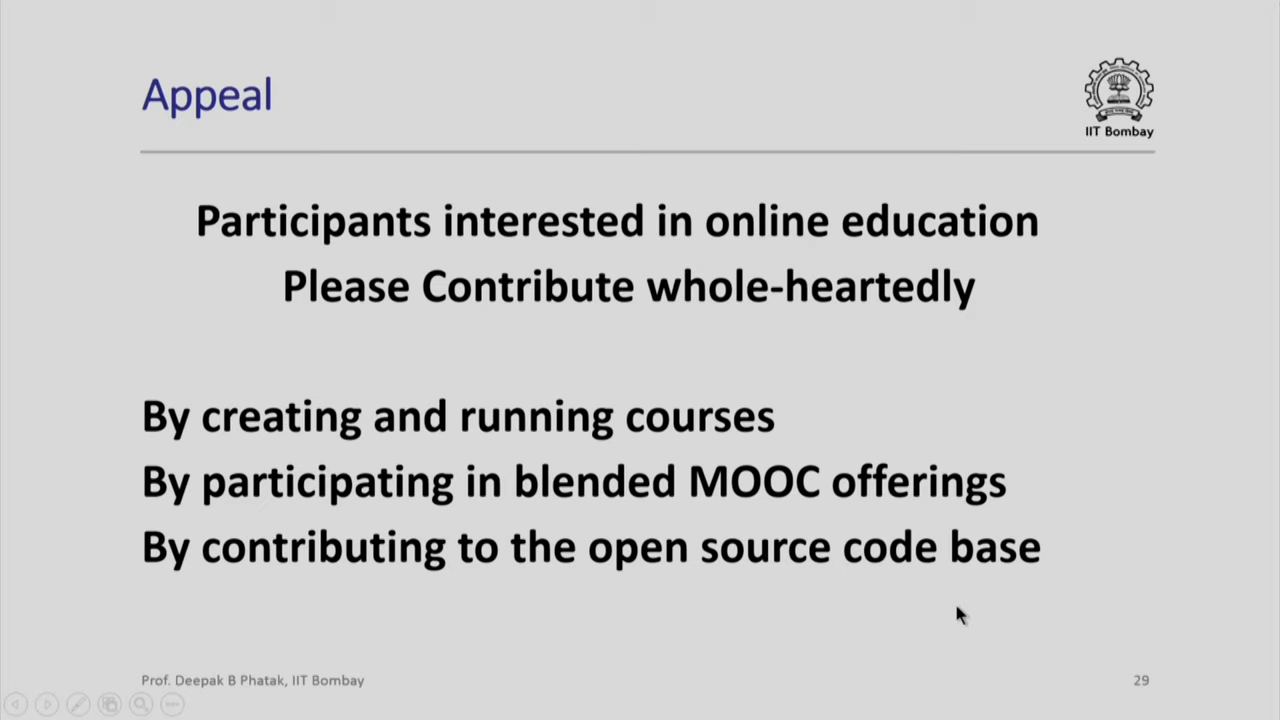 Appeal
IIT Bombay
Participants interested in online education
Please Contribute whole-heartedly
By creating and running courses
By participating in blended MOOC offerings
By contributing to the open source code base
Prof. Deepak B Phatak, IIT Bombay
29